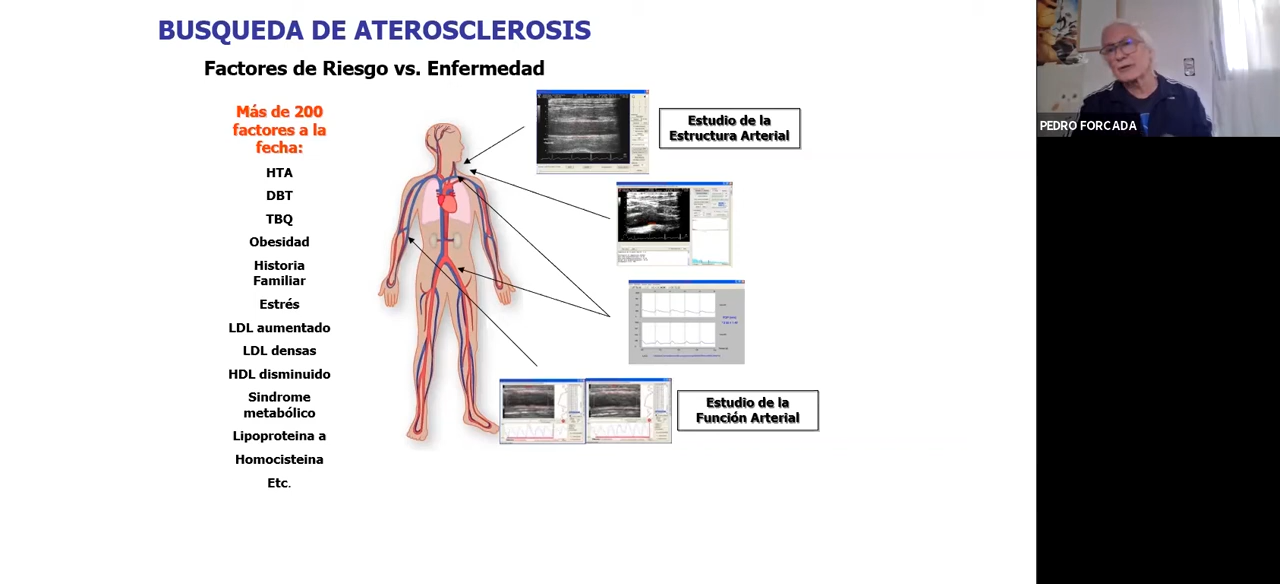 BUSQUEDA DE ATEROSCLEROSIS
Factores de Riesgo vs. Enfermedad
Más de 200
factores a la
fecha:
HTA
DBT
TBQ
Obesidad
Historia
Familiar
Estrés
LDL aumentado
LDL densas
HDL disminuido
Sindrome
metabólico
Lipoproteina a
Homocisteina
Etc.
Estudio de la
Estructura Arterial
Estudio de la
Función Arterial
PEDRO FORCADA